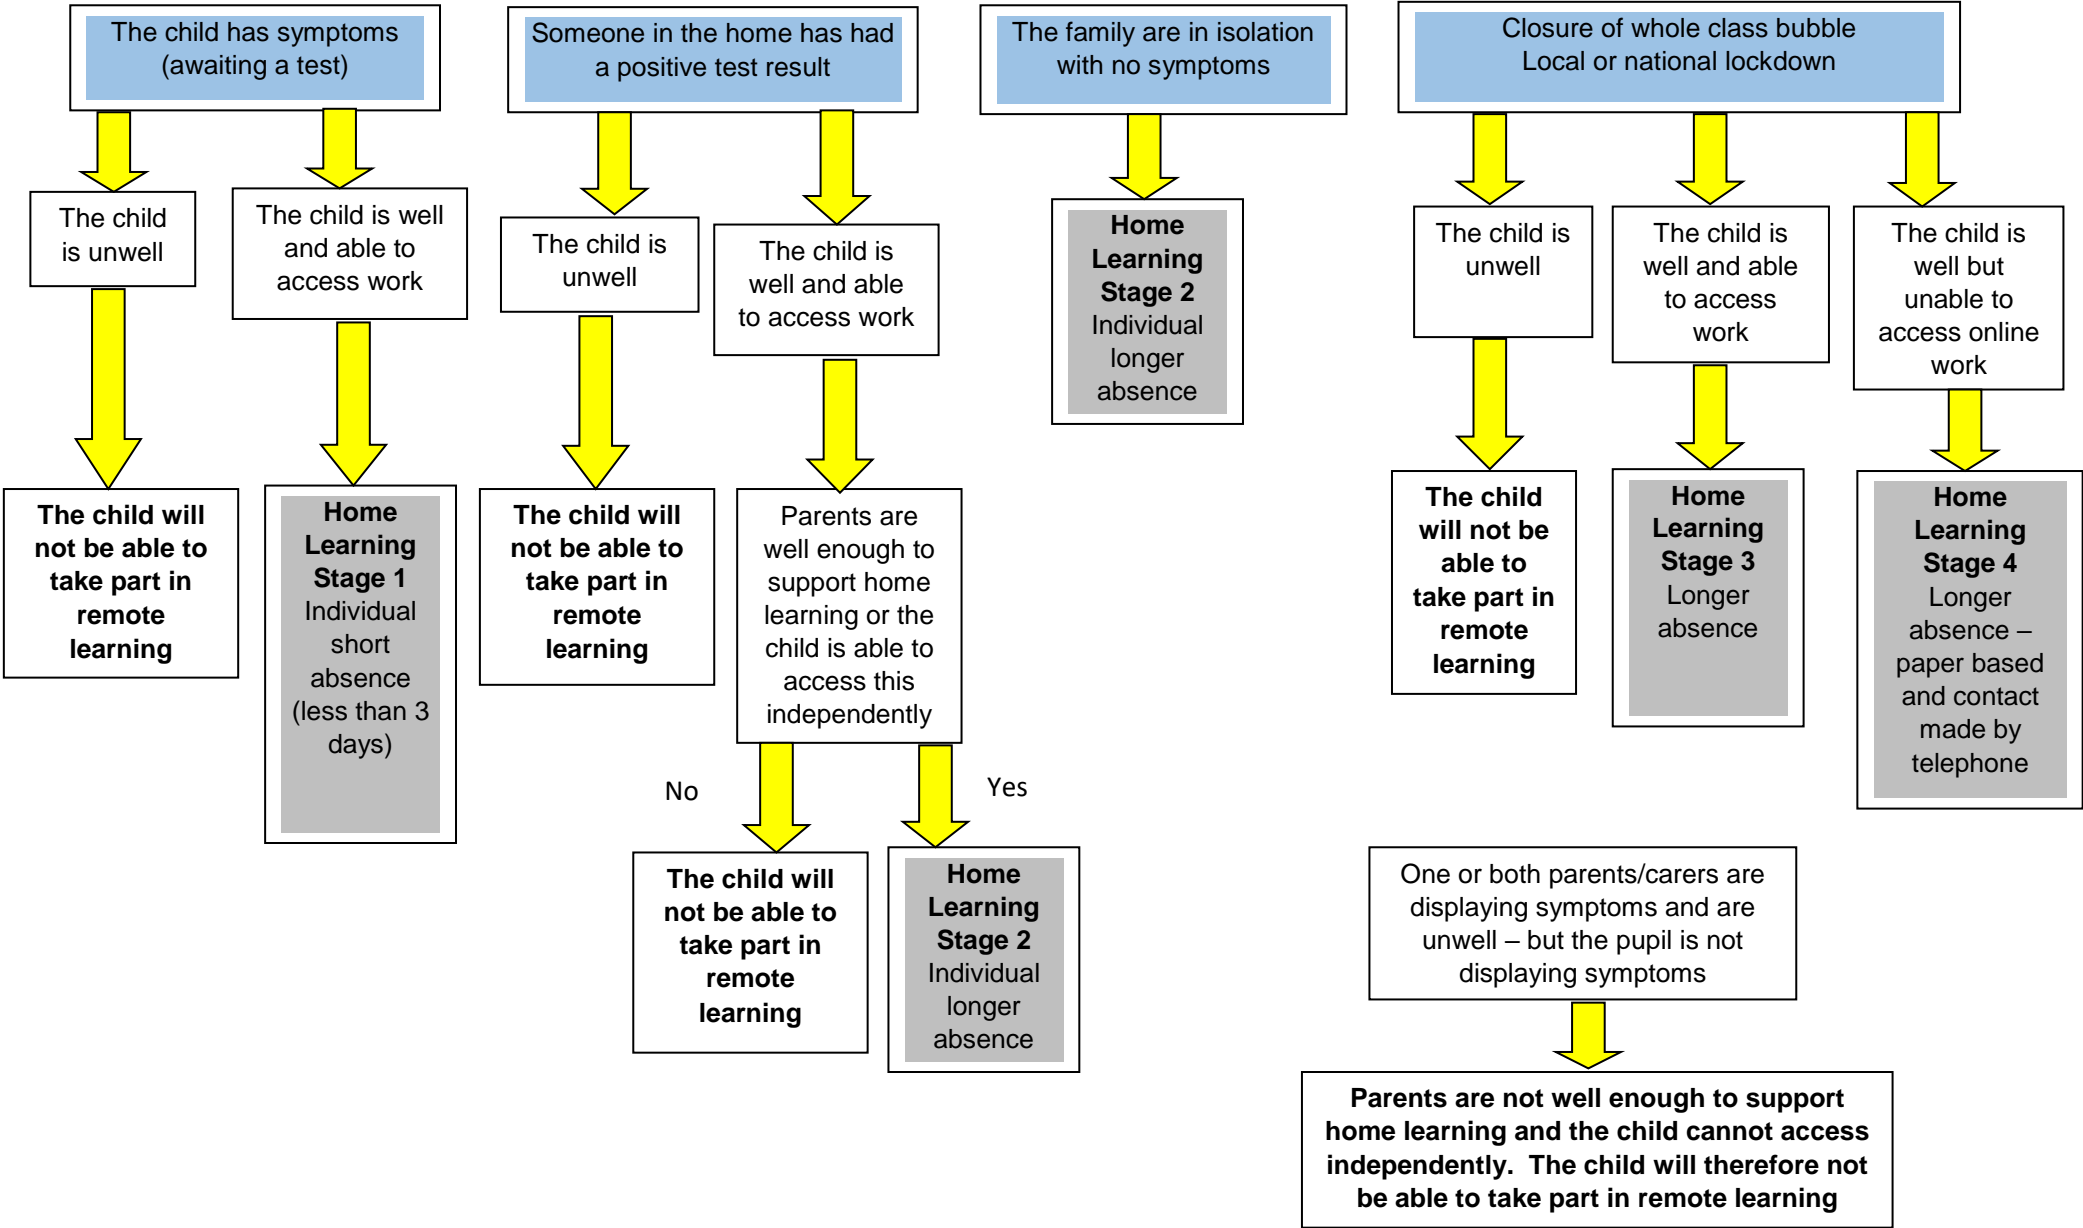 The child has symptoms
(awaiting a test)
Someone in the home has had
a positive test result
The family are in isolation
with no symptoms
Closure of whole class bubble
Local or national lockdown
The child
is unwell
The child is well
and able to
access work
The child is
unwell
The child is
well and able
to access work
Home
Learning
Stage 2
Individual
longer
absence
The child is
unwell
The child is
well and able
to access
work
The child is
well but
unable to
access online
work
The child will
not be able to
take part in
remote
learning
Home
Learning
Stage 1
Individual
short
absence
(less than 3
days)
The child will
not be able to
take part in
remote
learning
Parents are
well enough to
support home
learning or the
child is able to
access this
independently
The child
will not be
able to
take part in
remote
learning
Home
Learning
Stage 3
Longer
absence
Home
Learning
Stage 4
Longer
absence –
paper based
and contact
made by
telephone
No
Yes
The child will
not be able to
take part in
remote
learning
Home
Learning
Stage 2
Individual
longer
absence
One or both parents/carers are
displaying symptoms and are
unwell – but the pupil is not
displaying symptoms
Parents are not well enough to support
home learning and the child cannot access
independently.  The child will therefore not
be able to take part in remote learning